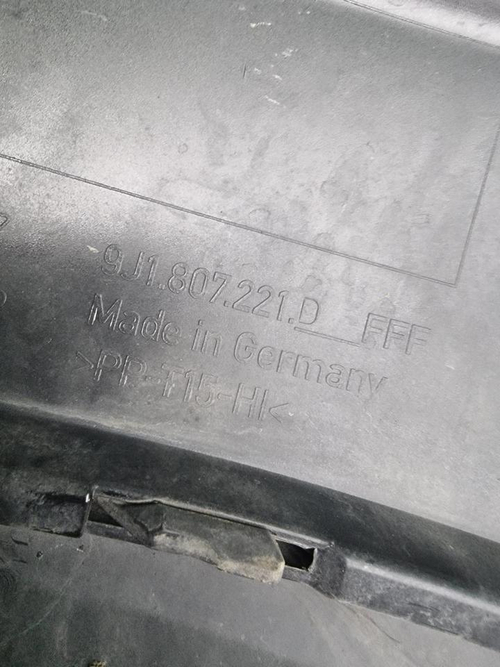 9J1.807.221.D FFF
Made in Germany
>PP-T15-HI<